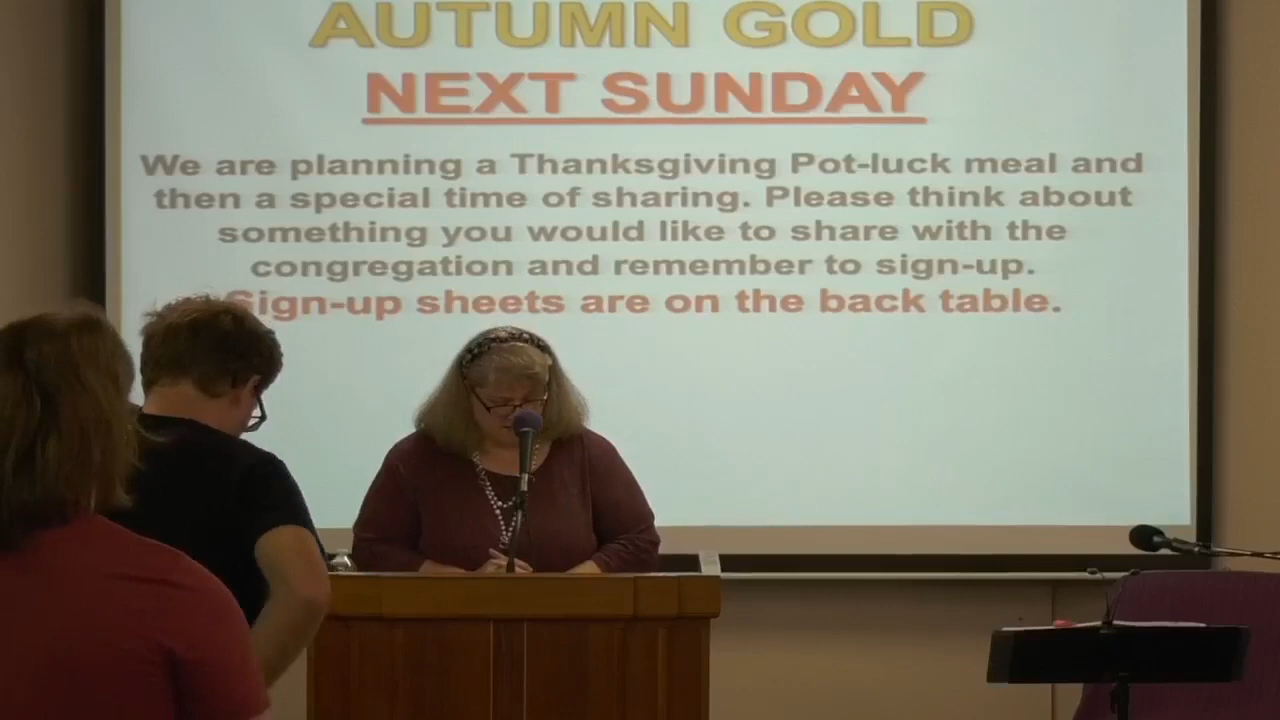 AUTUMN GOLD
NEXT SUNDAY
We are planning a Thanksgiving Pot-luck meal and
then a special time of sharing. Please think about
something you would like to share with the
congregation and remember to sign-up.
Sign-up sheets are on the back table.